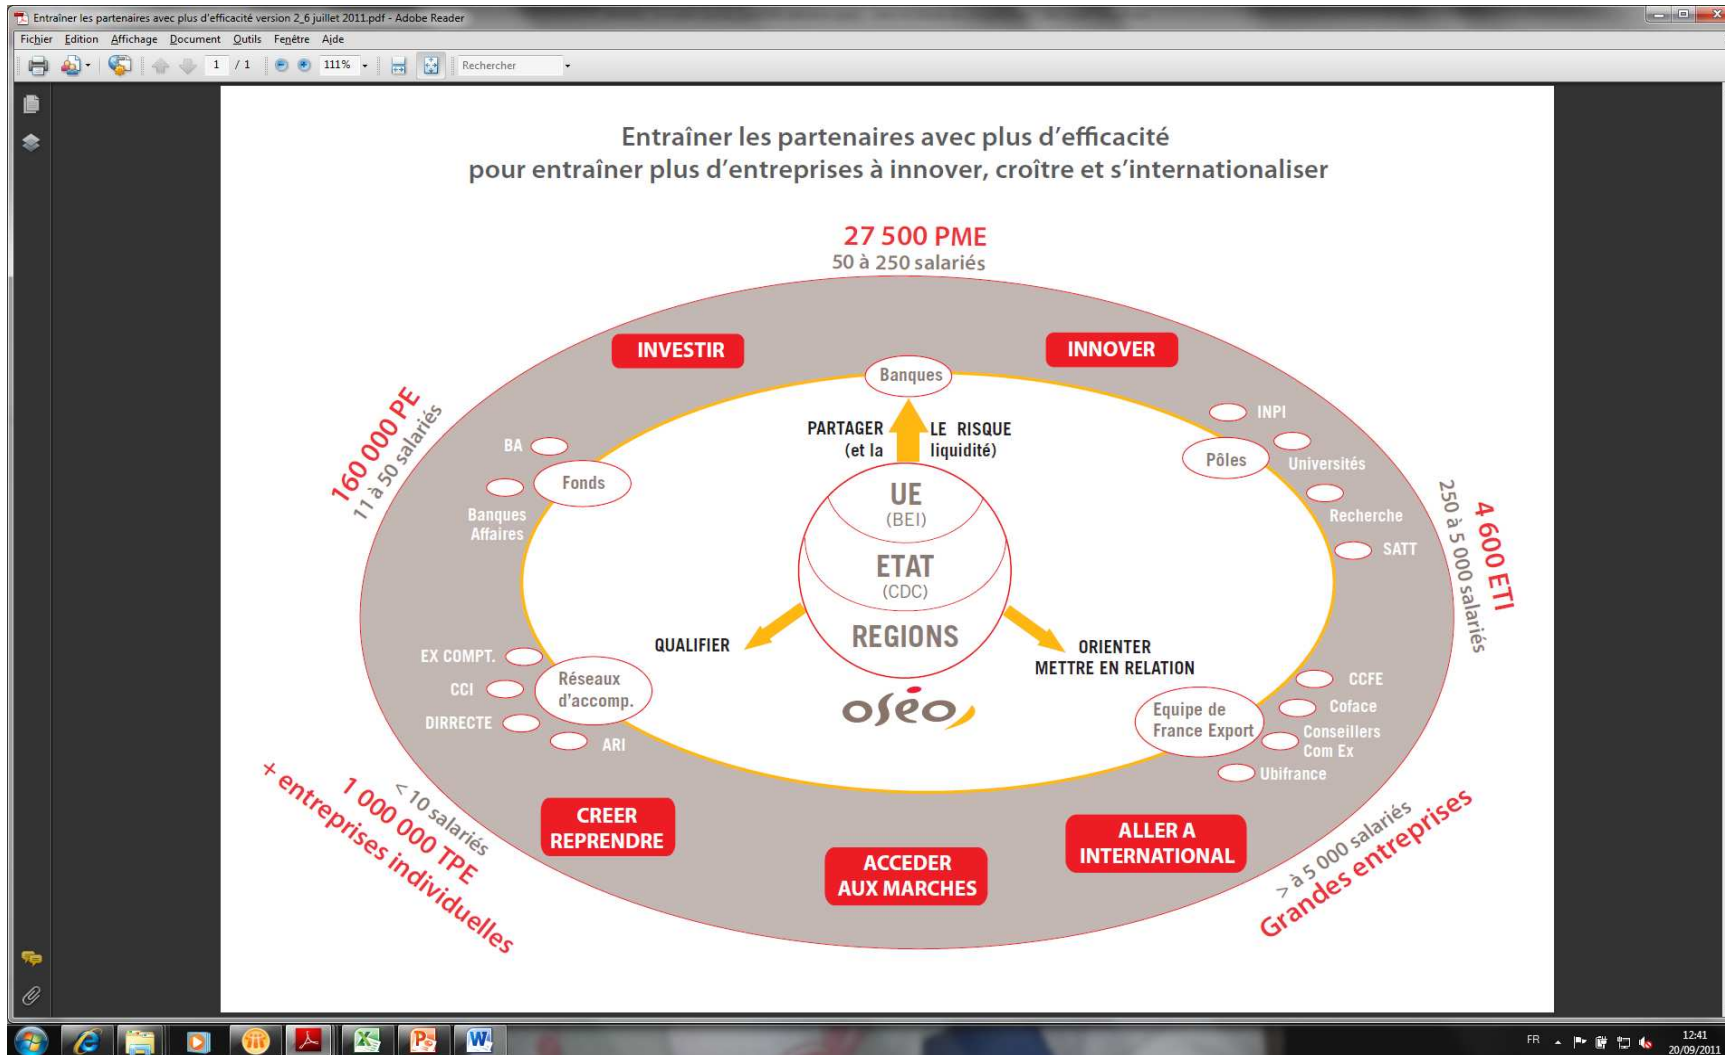 Entraîner les partenaires avec plus d'efficacité version 2_6 juillet 2011.pdf - Adobe Reader
Fichier Edition Affichage Document Outils Fenêtre Aide
1 / 1 111% Rechercher
Entraîner les partenaires avec plus d'efficacité
pour entraîner plus d'entreprises à innover, croître et s'internationaliser
27 500 PME
50 à 250 salariés
INVESTIR
INNOVER
Banques
PARTAGER LE RISQUE
(et la liquidité)
160 000 PE
11 à 50 salariés
BA
Fonds
Banques
Affaires
INPI
Pôles
Universités
Recherche
SATT
4 600 ETI
250 à 5 000 salariés
UE
(BEI)
ETAT
(CDC)
REGIONS
oséo
QUALIFIER
ORIENTER
METTRE EN RELATION
EX COMPT.
CCI
DIRRECTE
ARI
Réseaux
d'accomp.
Equipe de
France Export
CCFE
Coface
Conseillers
Com Ex
Ubifrance
< 10 salariés
1 000 000 TPE
+ entreprises individuelles
CREER
REPRENDRE
ACCEDER
AUX MARCHES
ALLER A
INTERNATIONAL
> à 5 000 salariés
Grandes entreprises
FR
12:41
20/09/2011